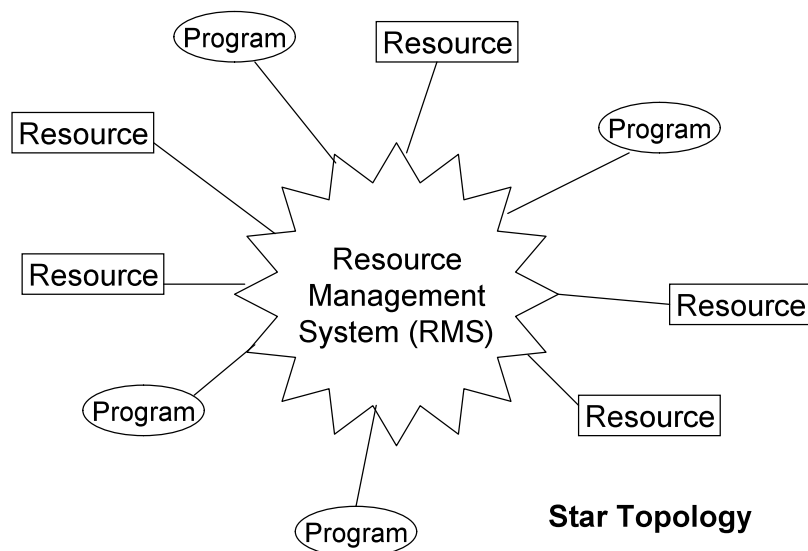 Program
Resource
Program
Resource
Resource
Resource
Management
System (RMS)
Resource
Program
Resource
Program
Star Topology